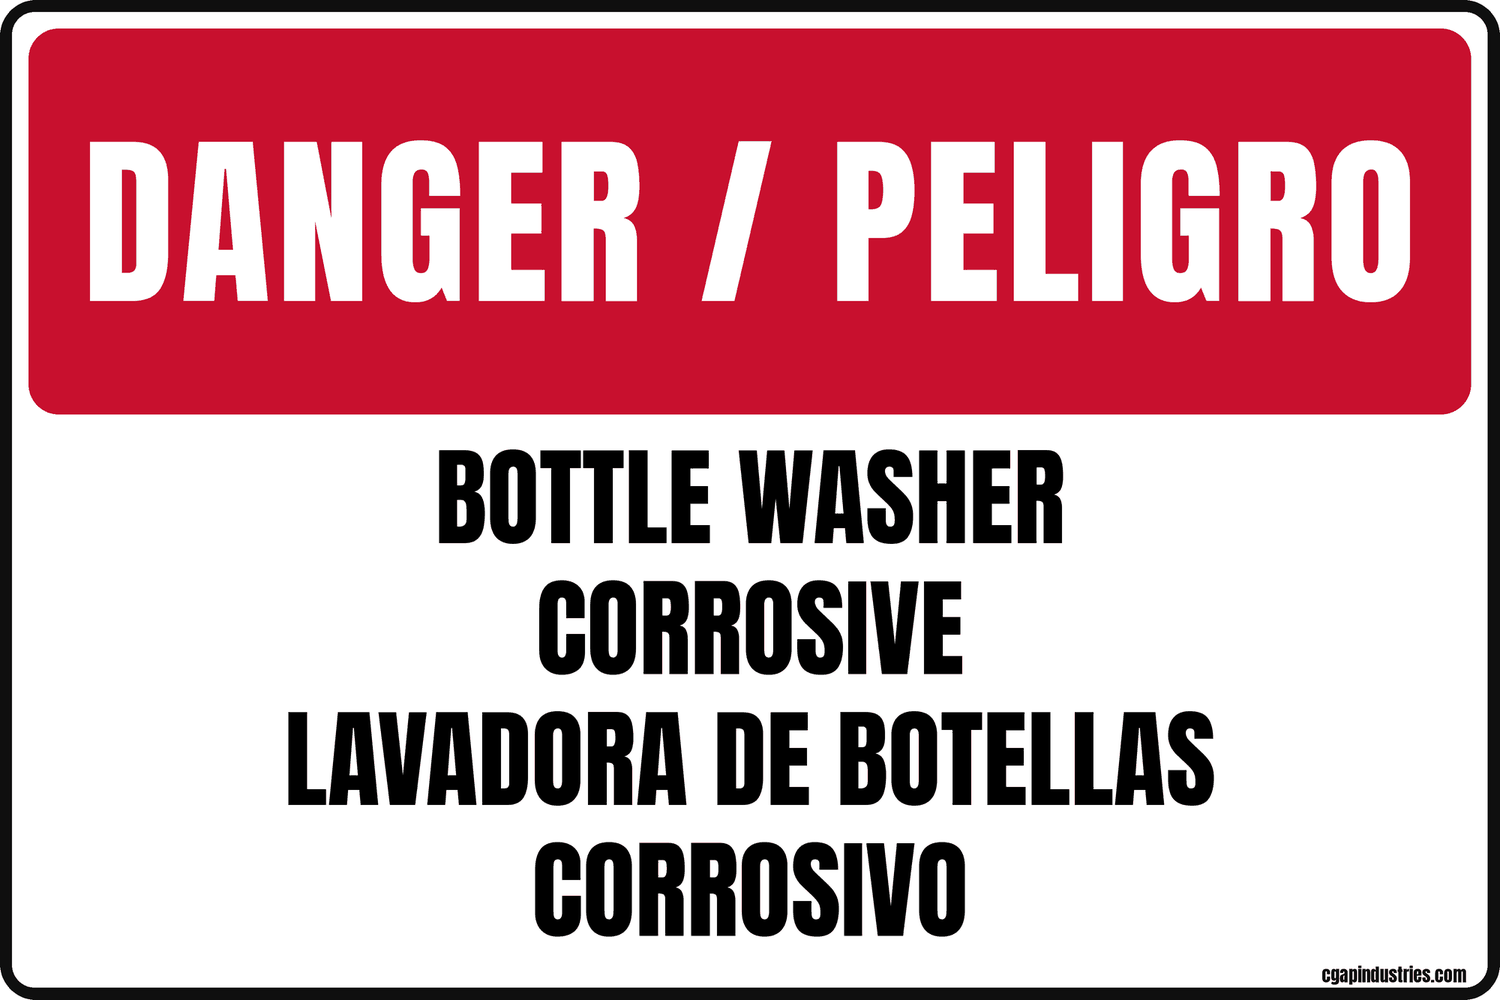 DANGER / PELIGRO
BOTTLE WASHER
CORROSIVE
LAVADORA DE BOTELLAS
CORROSIVO
cgapindustries.com